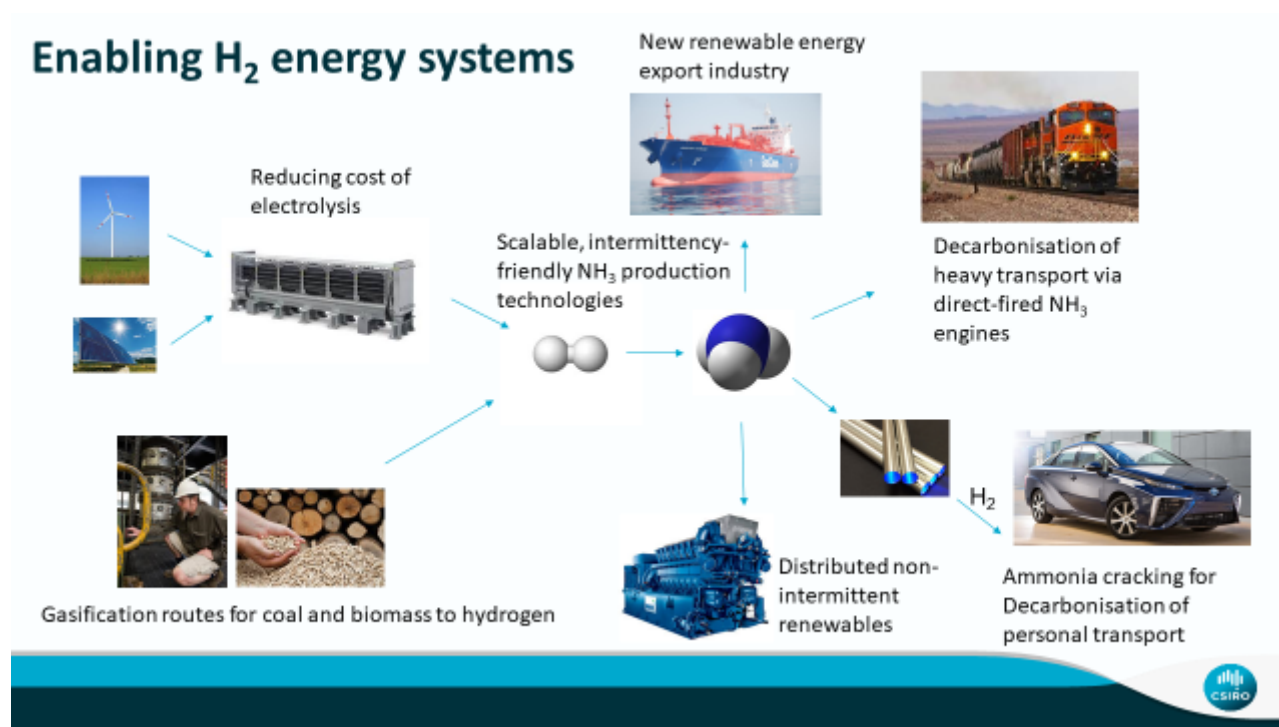 Enabling H₂ energy systems
New renewable energy
export industry
Reducing cost of
electrolysis
Scalable, intermittency-
friendly NH₃ production
technologies
Decarbonisation of
heavy transport via
direct-fired NH₃
engines
H₂
Gasification routes for coal and biomass to hydrogen
Distributed non-
intermittent
renewables
Ammonia cracking for
Decarbonisation of
personal transport
CSIRO